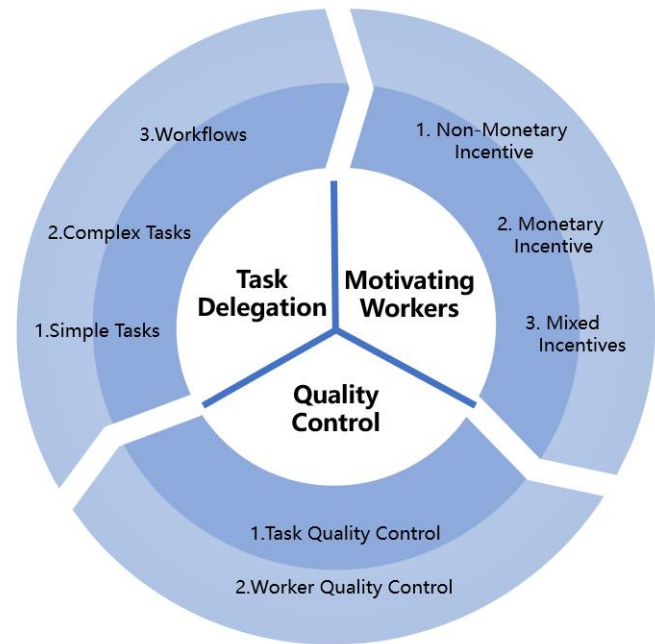 3.Workflows
2.Complex Tasks
1.Simple Tasks
Task
Delegation
Motivating
Workers
1. Non-Monetary
Incentive
2. Monetary
Incentive
3. Mixed
Incentives
Quality
Control
1.Task Quality Control
2.Worker Quality Control